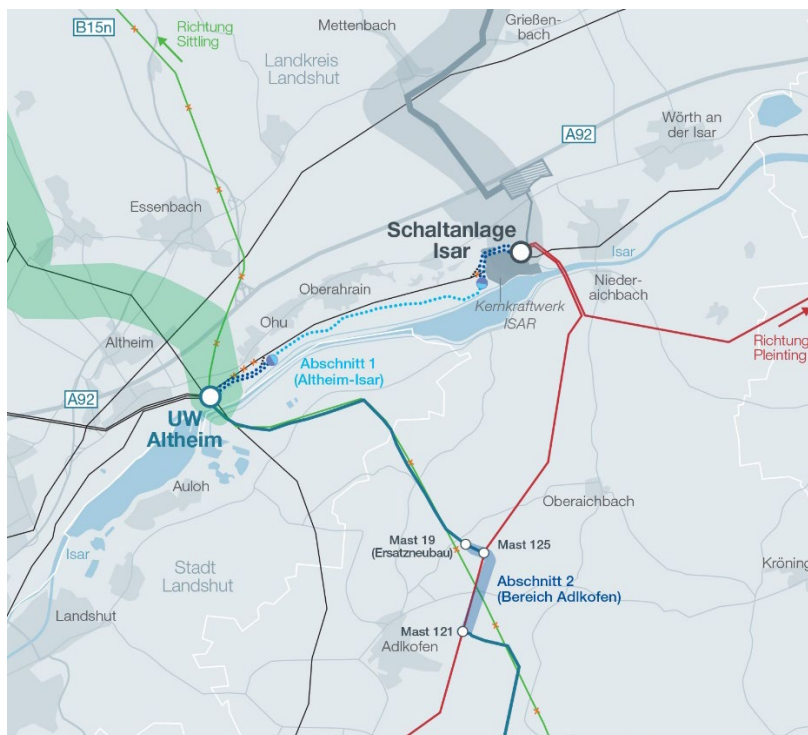 B15n
Richtung
Sittling
Mettenbach
Grießen-
bach
Landkreis
Landshut
Wörth an
der Isar
A92
Essenbach
Schaltanlage
Isar
Isar
Oberahrain
Nieder-
aichbach
Kernkraftwerk
ISAR
Ohu
Altheim
Richtung
Pleinting
Abschnitt 1
(Altheim-Isar)
A92
UW
Altheim
Auloh
Oberaichbach
Mast 19
(Ersatzneubau)
Mast 125
Isar
Stadt
Landshut
Abschnitt 2
(Bereich Adlkofen)
Kröning
Landshut
Mast 121
Adlkofen